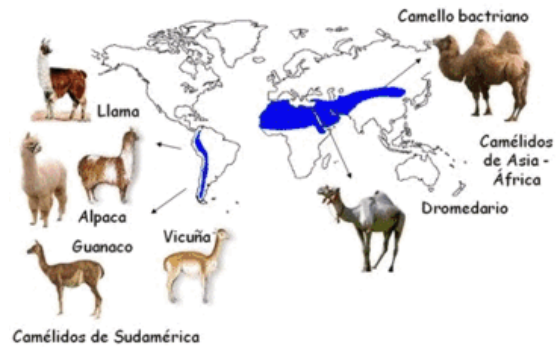 Camello bactriano
Llama
Camélidos
de Asia -
África
Alpaca
Dromedario
Guanaco
Vicuña
Camélidos de Sudamérica